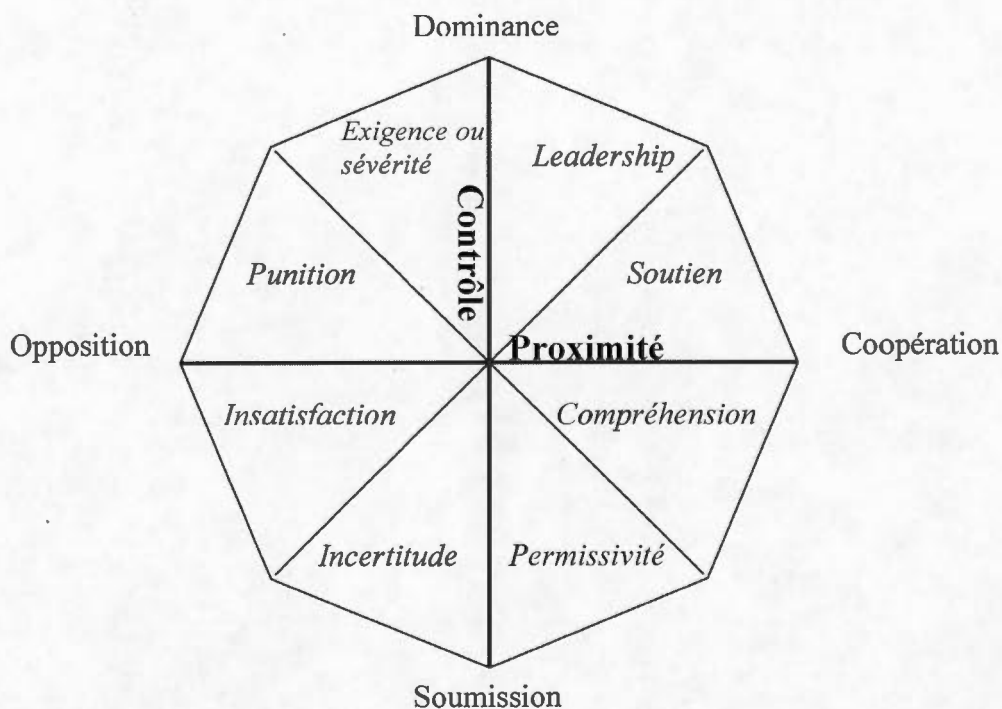 Dominance
Exigence ou
sévérité
Leadership
Contrôle
Punition
Soutien
Opposition
Proximité
Coopération
Insatisfaction
Compréhension
Incertitude
Permissivité
Soumission